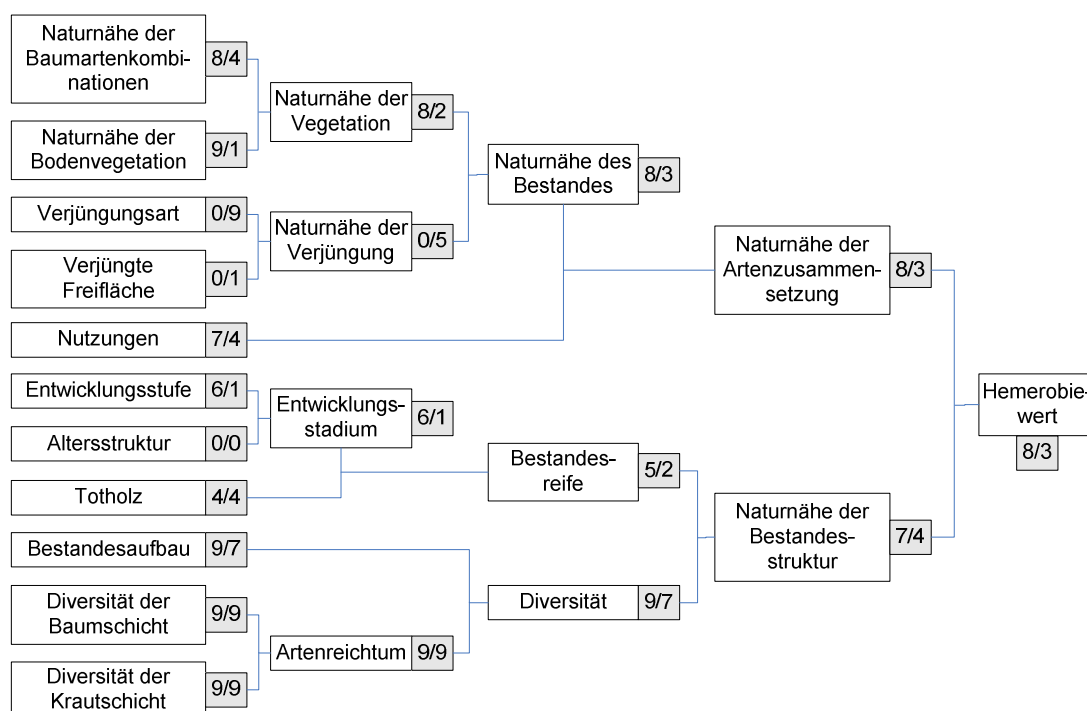 Naturnähe der
Baumartenkombi-
nationen
8/4
Naturnähe der
Bodenvegetation
9/1
Verjüngungsart
0/9
Verjüngte
Freifläche
0/1
Nutzungen
7/4
Entwicklungsstufe
6/1
Altersstruktur
0/0
Totholz
4/4
Bestandesaufbau
9/7
Diversität der
Baumschicht
9/9
Diversität der
Krautschicht
9/9
Naturnähe der
Vegetation
8/2
Naturnähe der
Verjüngung
0/5
Entwicklungs-
stadium
6/1
Artenreichtum
9/9
Naturnähe des
Bestandes
8/3
Bestandes-
reife
5/2
Diversität
9/7
Naturnähe der
Artenzusammen-
setzung
8/3
Naturnähe der
Bestandes-
struktur
7/4
Hemerobie-
wert
8/3